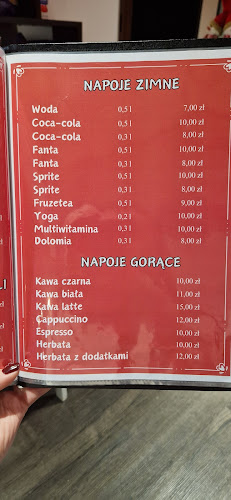 NAPOJE ZIMNE
Woda 0,5 l 7,00 zł
Coca-cola 0,5 l 10,00 zł
Coca-cola 0,3 l 8,00 zł
Fanta 0,5 l 10,00 zł
Fanta 0,3 l 8,00 zł
Sprite 0,5 l 10,00 zł
Sprite 0,3 l 8,00 zł
Fruzetea 0,5 l 9,00 zł
Yoga 0,2 l 10,00 zł
Multiwitamina 0,3 l 10,00 zł
Dolomia 0,3 l 8,00 zł
NAPOJE GORĄCE
Kawa czarna 10,00 zł
Kawa biała 11,00 zł
Kawa latte 15,00 zł
Cappuccino 12,00 zł
Espresso 10,00 zł
Herbata 10,00 zł
Herbata z dodatkami 12,00 zł